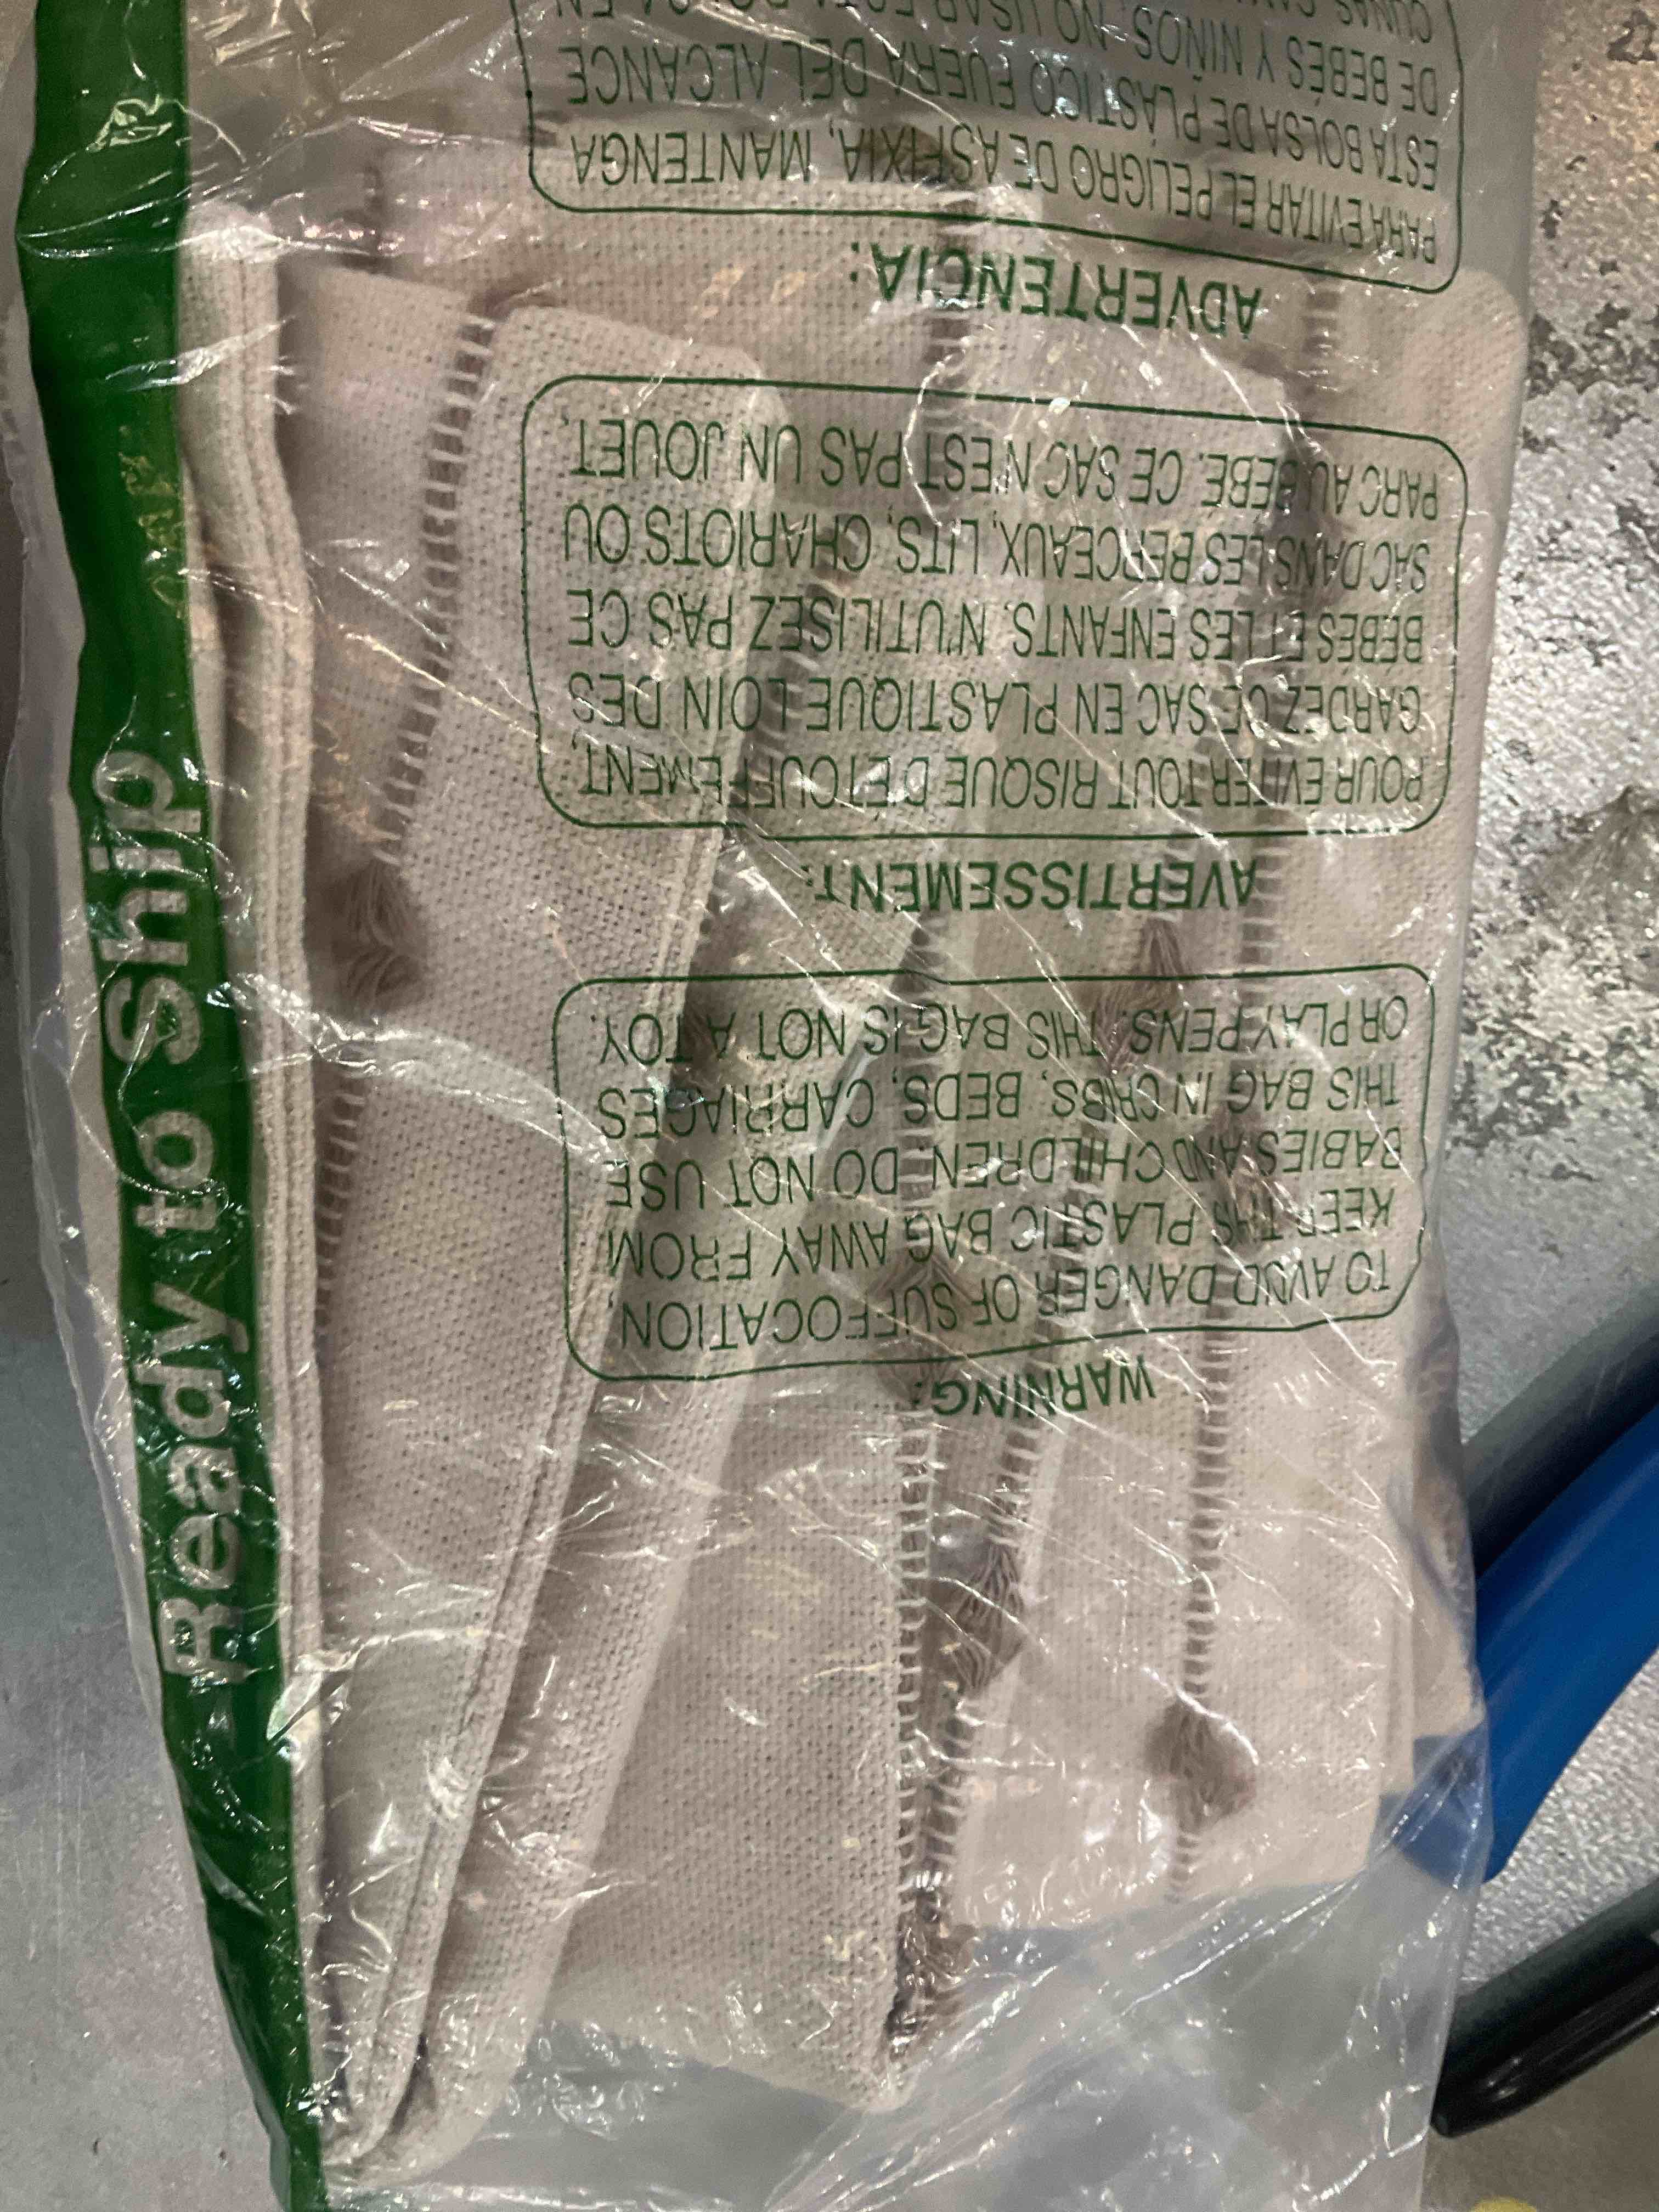 Ready to Ship
WARNING:
TO AVOID DANGER OF SUFFOCATION,
KEEP THIS PLASTIC BAG AWAY FROM
BABIES AND CHILDREN. DO NOT USE
THIS BAG IN CRIBS, BEDS, CARRIAGES
OR PLAY PENS. THIS BAG IS NOT A TOY.
AVERTISSEMENT:
POUR EVITER TOUT RISQUE D'ETOUFFEMENT,
GARDEZ CE SAC EN PLASTIQUE LOIN DES
BÉBÉS ET LES ENFANTS. N'UTILISEZ PAS CE
SAC DANS LES BERCEAUX, LITS, CHARIOTS OU
PARC AU BÉBÉ. CE SAC N'EST PAS UN JOUET.
ADVERTENCIA:
PARA EVITAR EL PELIGRO DE ASFIXIA, MANTENGA
ESTA BOLSA DE PLÁSTICO FUERA DEL ALCANCE
DE BEBÉS Y NIÑOS. NO USAR ESTA BOLSA EN
CUNAS